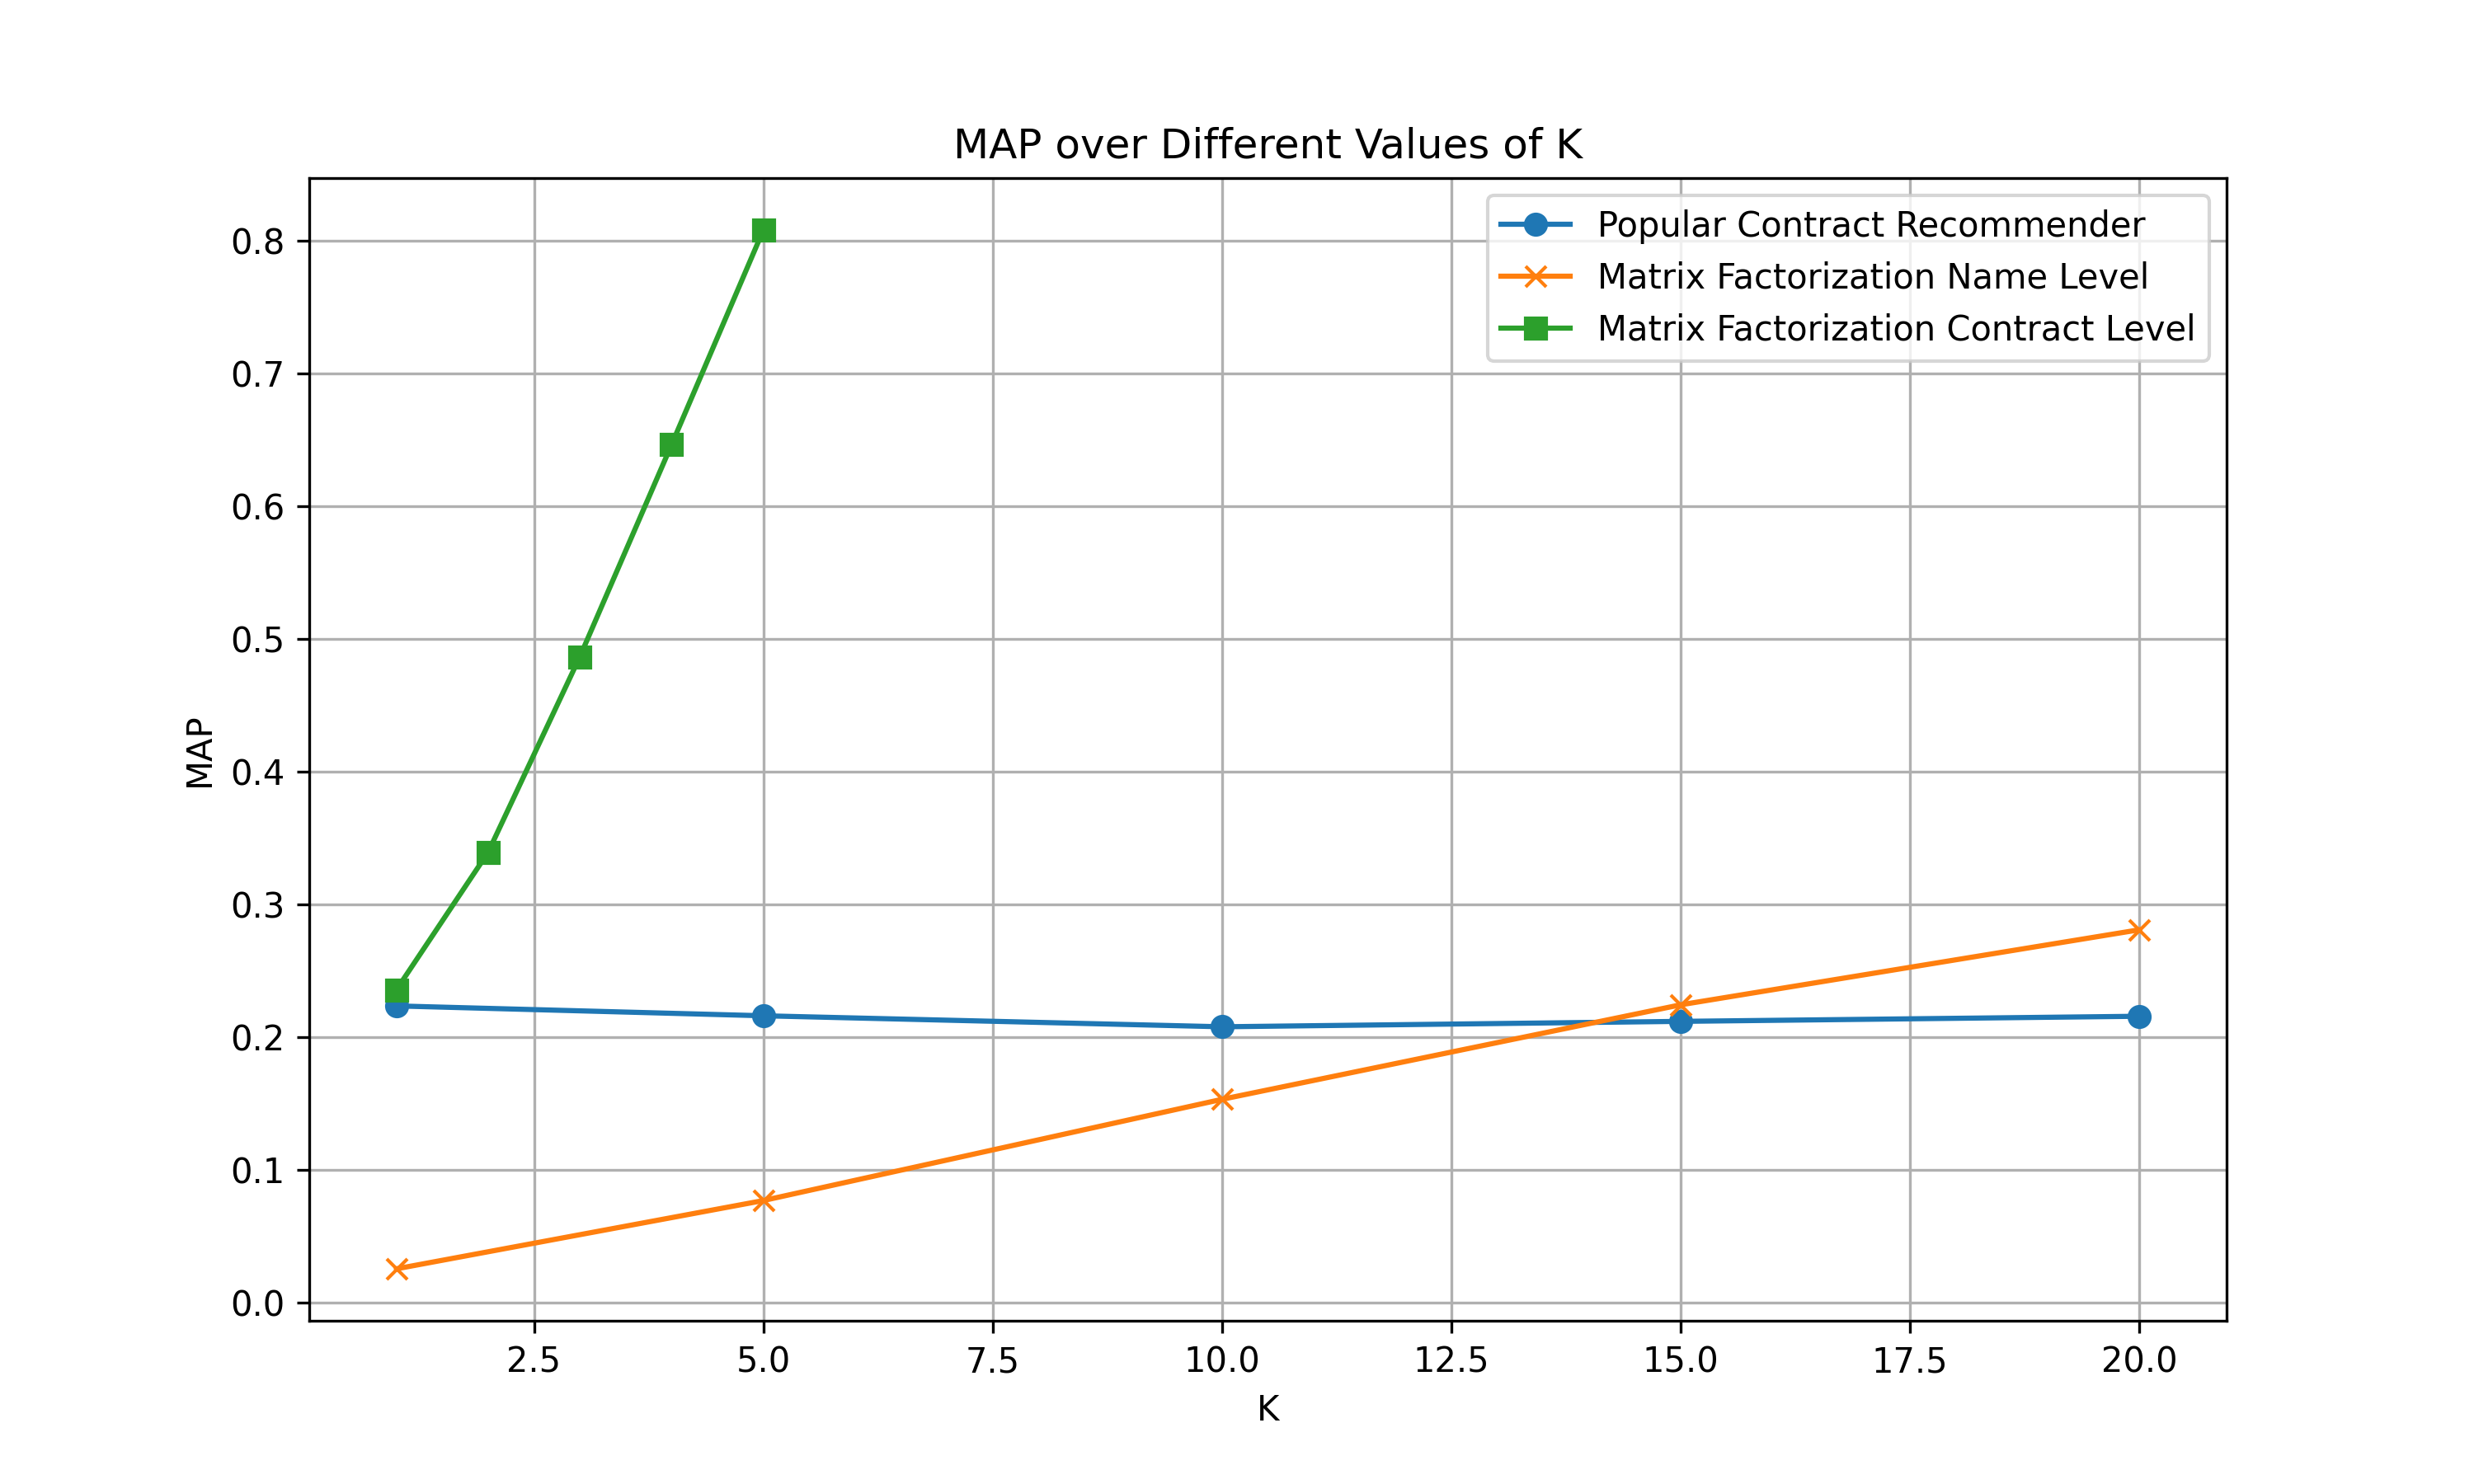 MAP over Different Values of K
Popular Contract Recommender
Matrix Factorization Name Level
Matrix Factorization Contract Level
0.8
0.7
0.6
0.5
0.4
0.3
0.2
0.1
0.0
MAP
2.5 5.0 7.5 10.0 12.5 15.0 17.5 20.0
K